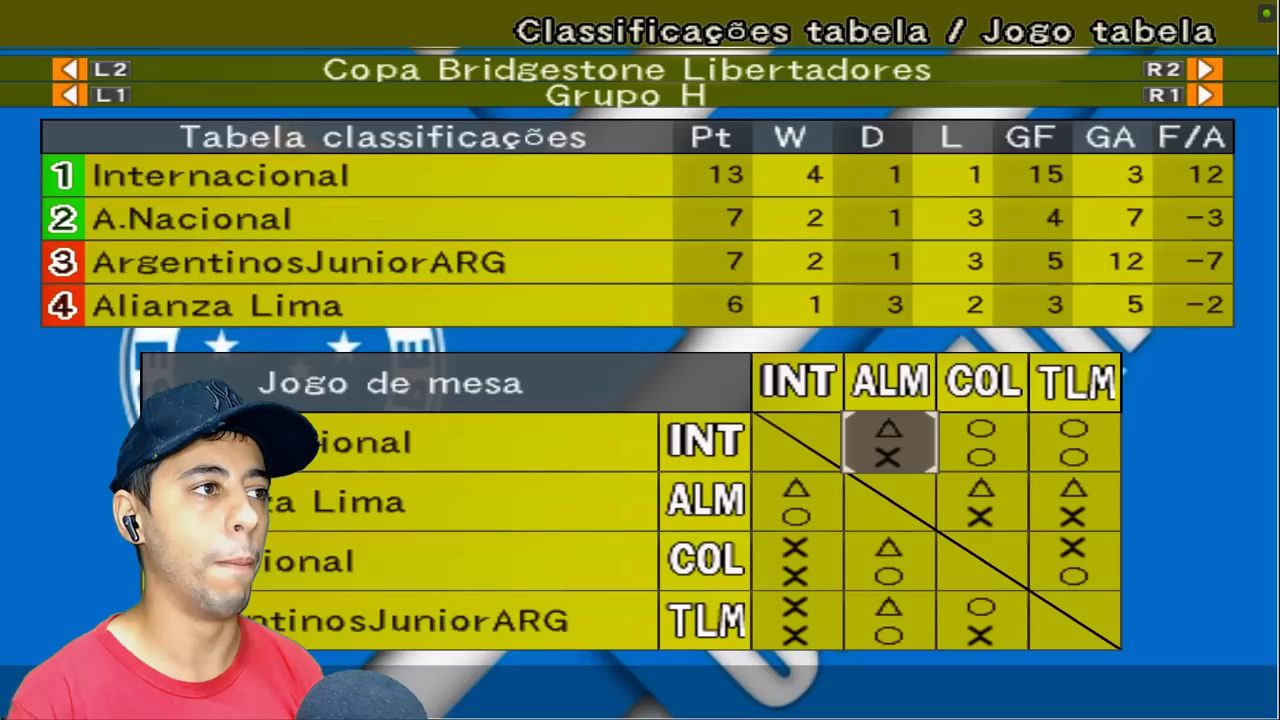 Classificações tabela / Jogo tabela
L2 Copa Bridgestone Libertadores R2
L1 Grupo H R1
Tabela classificações Pt W D L GF GA F/A
1 Internacional 13 4 1 1 15 3 12
2 A.Nacional 7 2 1 3 4 7 -3
3 ArgentinosJuniorARG 7 2 1 3 5 12 -7
4 Alianza Lima 6 1 3 2 3 5 -2
Jogo de mesa INT ALM COL TLM
ional INT
za Lima ALM
ional COL
ntinosJuniorARG TLM